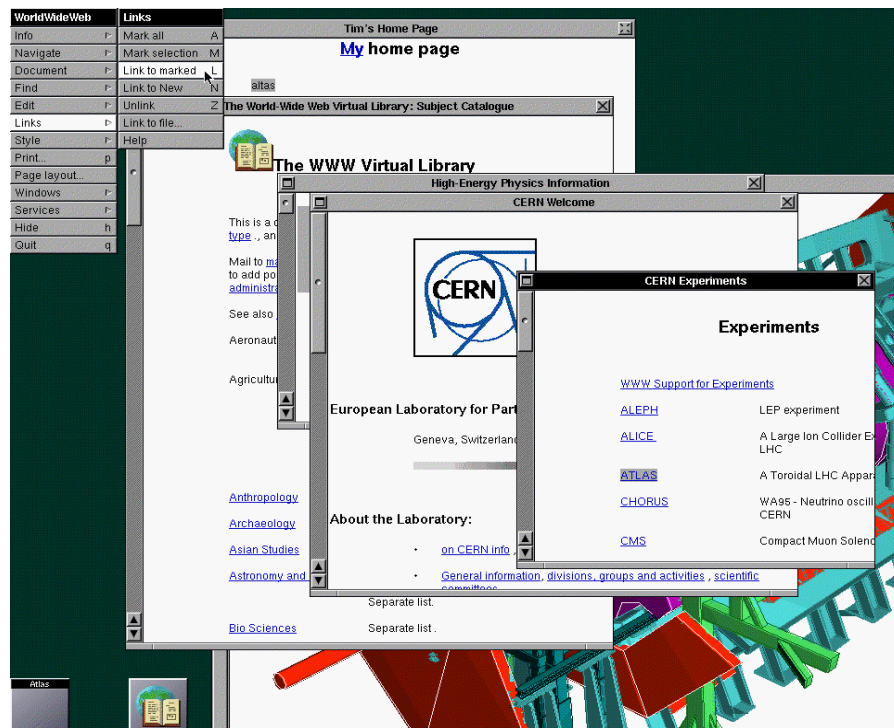 WorldWideWeb
Info
Navigate
Document
Find
Edit
Links
Style
Print... p
Page layout...
Windows
Services
Hide h
Quit q
Links
Mark all A
Mark selection M
Link to marked L
Link to New N
Unlink Z
Link to file...
Help
Tim's Home Page
My home page
altas
The World-Wide Web Virtual Library: Subject Catalogue
The WWW Virtual Library
This is a
type ., an
Mail to
to add po
See also
Anthropology
Archaeology
Asian Studies
Astronomy and
Separate list.
Bio Sciences Separate list .
High-Energy Physics Information
CERN Welcome
CERN
European Laboratory for Part
Geneva, Switzerland
About the Laboratory:
• on CERN info ,
• General information, divisions, groups and activities , scientific
committees
CERN Experiments
Experiments
WWW Support for Experiments
ALEPH LEP experiment
ALICE A Large Ion Collider E
LHC
ATLAS A Toroidal LHC Appar
CHORUS WA95 - Neutrino oscill
CERN
CMS Compact Muon Soleno
Atlas